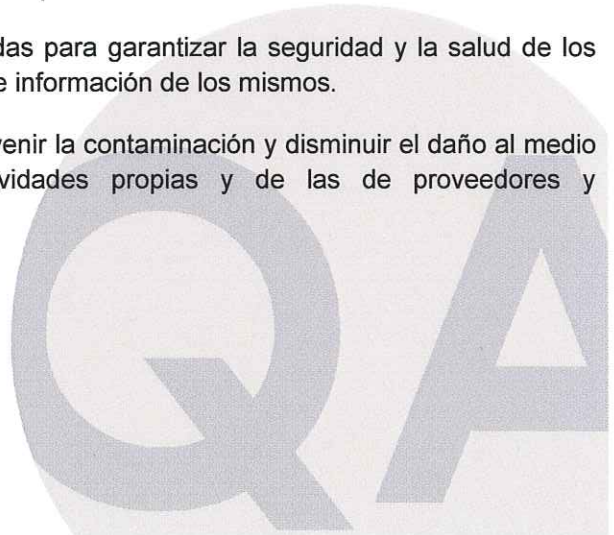 das para garantizar la seguridad y la salud de los
e información de los mismos.
venir la contaminación y disminuir el daño al medio
vidades propias y de las de proveedores y
QA